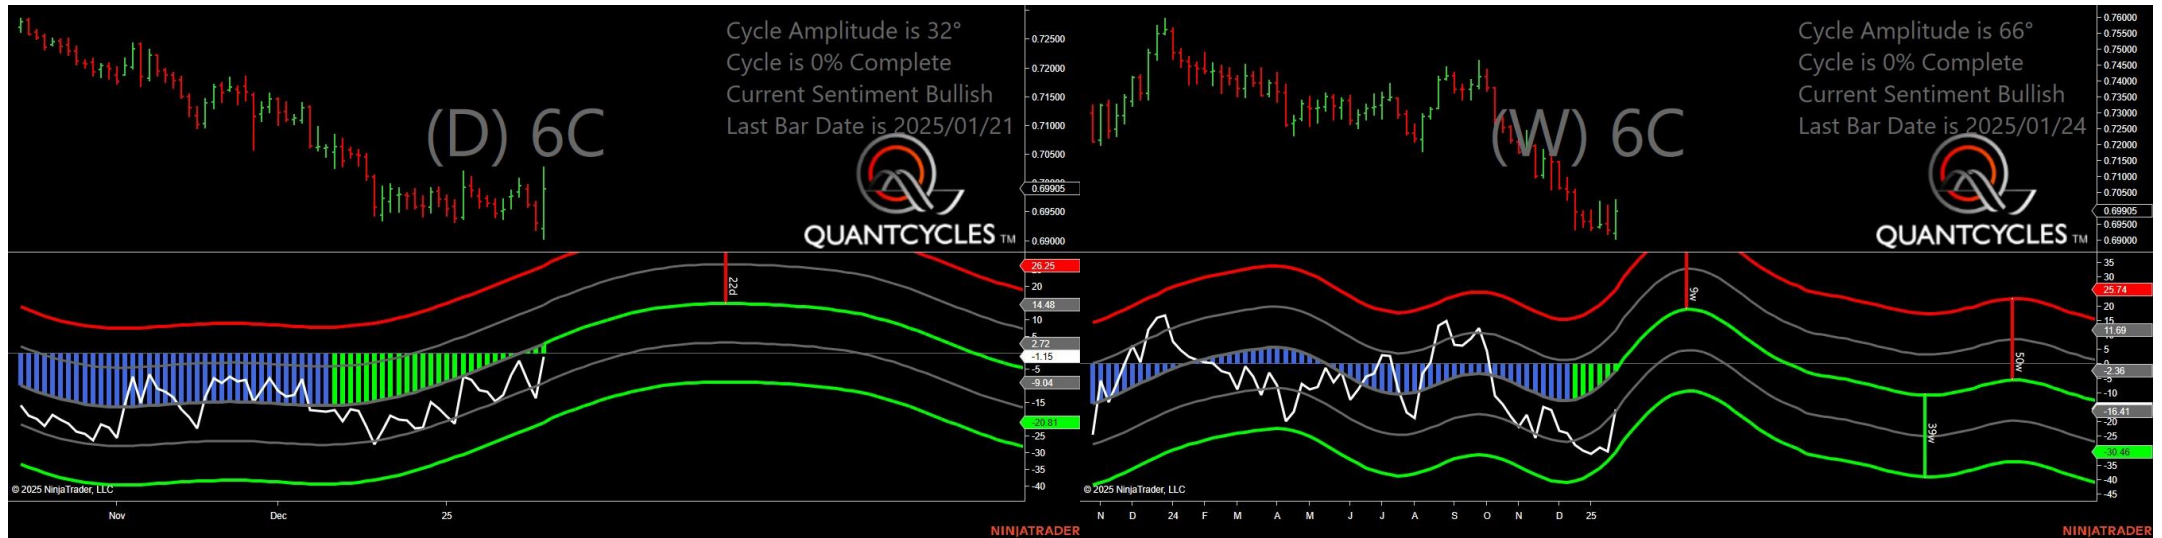 Cycle Amplitude is 32°
Cycle is 0% Complete
Current Sentiment Bullish
Last Bar Date is 2025/01/21
(D) 6C
QUANTCYCLES TM
0.72500
0.72000
0.71500
0.71000
0.70500
0.69905
0.69500
0.69000
26.25
20
14.48
10
5
2.72
-1.15
-5
-9.04
-15
-20.81
-25
-30
-35
-40
22d
© 2025 NinjaTrader, LLC
Nov
Dec
25
NINJATRADER
Cycle Amplitude is 66°
Cycle is 0% Complete
Current Sentiment Bullish
Last Bar Date is 2025/01/24
(W) 6C
QUANTCYCLES TM
0.76000
0.75500
0.75000
0.74500
0.74000
0.73500
0.73000
0.72500
0.72000
0.71500
0.71000
0.70500
0.69905
0.69500
0.69000
35
30
25.74
20
15
11.69
5
-2.36
-5
-10
-16.41
-20
-25
-30.46
-35
-40
-45
9w
50w
39w
© 2025 NinjaTrader, LLC
N D 24 F M A M J J A S O N D 25
NINJATRADER